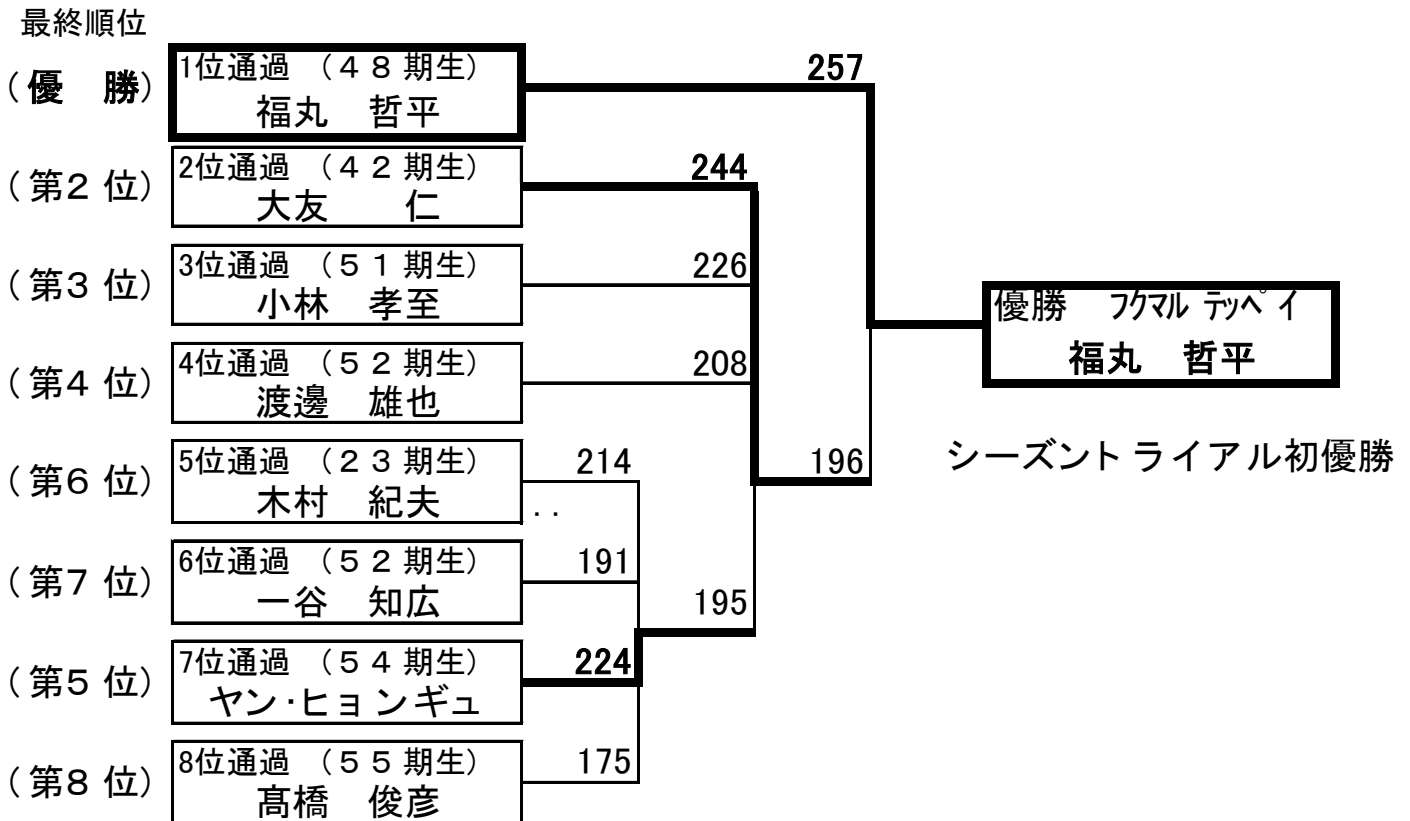 最終順位
(優　勝)
1位通過 (48期生)
福丸　哲平
257
(第2位)
2位通過 (42期生)
大友　仁
244
(第3位)
3位通過 (51期生)
小林　孝至
226
(第4位)
4位通過 (52期生)
渡邊　雄也
208
(第6位)
5位通過 (23期生)
木村　紀夫
214
..
(第7位)
6位通過 (52期生)
一谷　知広
191
(第5位)
7位通過 (54期生)
ヤン・ヒョンギュ
224
195
(第8位)
8位通過 (55期生)
髙橋　俊彦
175
196
優勝　ﾌｸﾏﾙ ﾃｯﾍﾟｲ
福丸　哲平
シーズントライアル初優勝